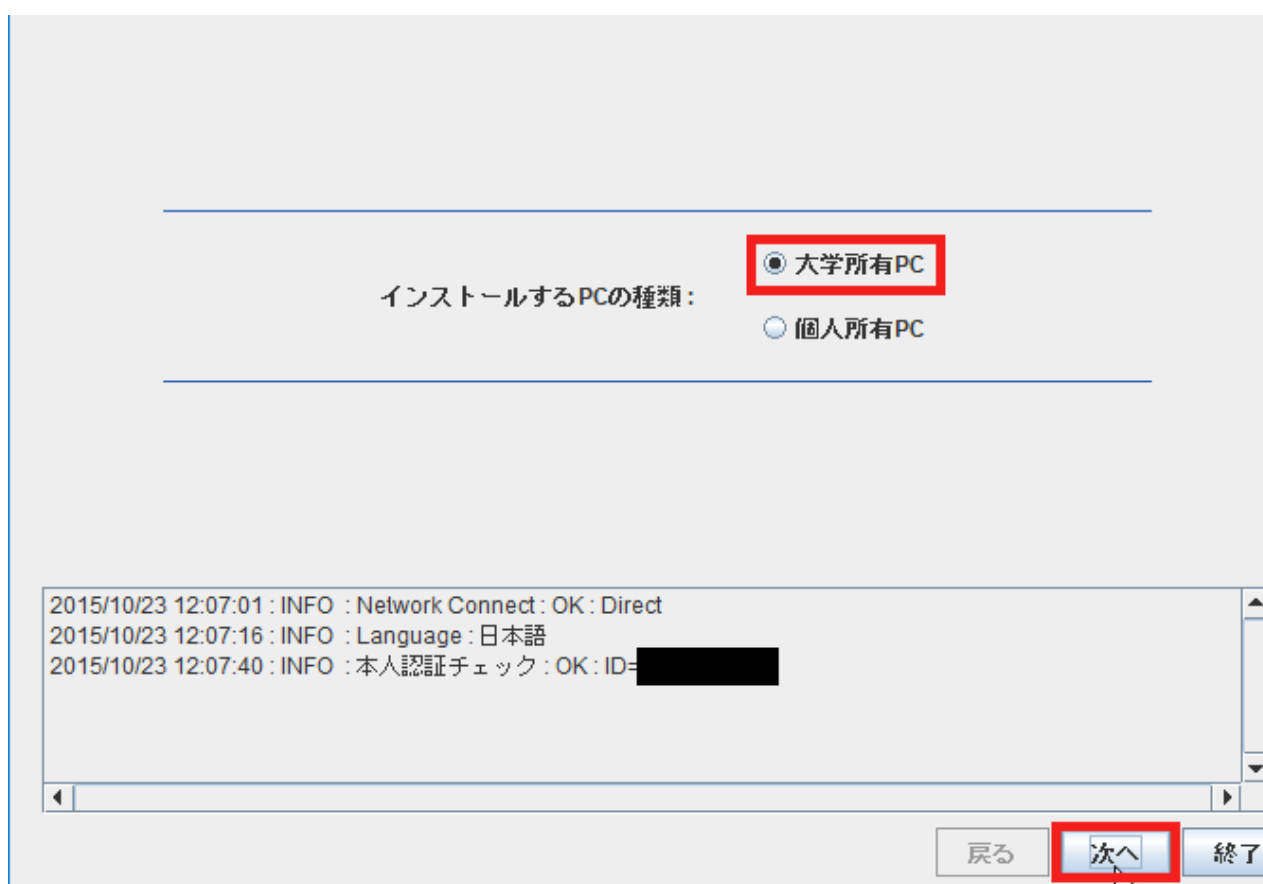 大学所有PC
インストールするPCの種類:
個人所有PC
2015/10/23 12:07:01 : INFO : Network Connect : OK : Direct
2015/10/23 12:07:16 : INFO : Language : 日本語
2015/10/23 12:07:40 : INFO : 本人認証チェック : OK : ID=
戻る 次へ 終了